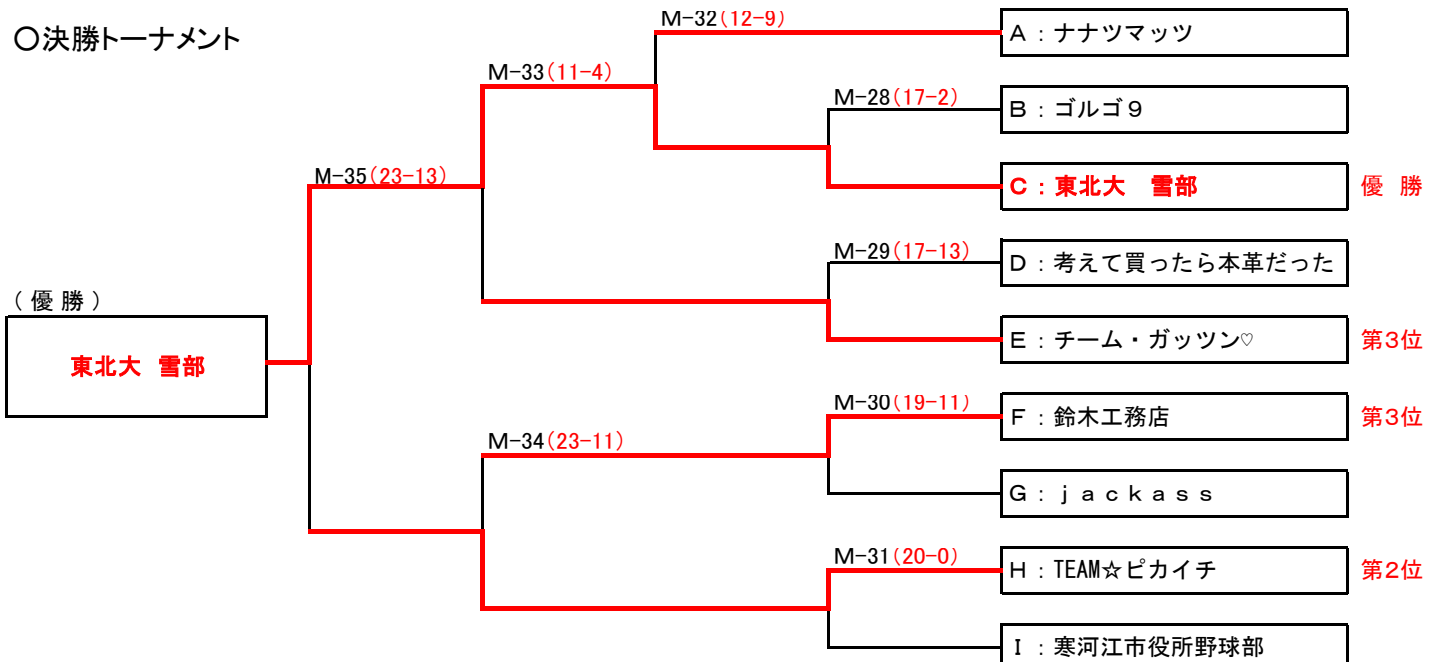 〇決勝トーナメント
M-32(12-9)
A：ナナツマッツ
M-33(11-4)
M-28(17-2)
B：ゴルゴ９
M-35(23-13)
C：東北大　雪部
優 勝
M-29(17-13)
D：考えて買ったら本革だった
(優勝)
東北大 雪部
E：チーム・ガッツン♡
第3位
M-30(19-11)
F：鈴木工務店
第3位
M-34(23-11)
G：ｊａｃｋａｓｓ
M-31(20-0)
H：TEAM☆ピカイチ
第2位
I：寒河江市役所野球部